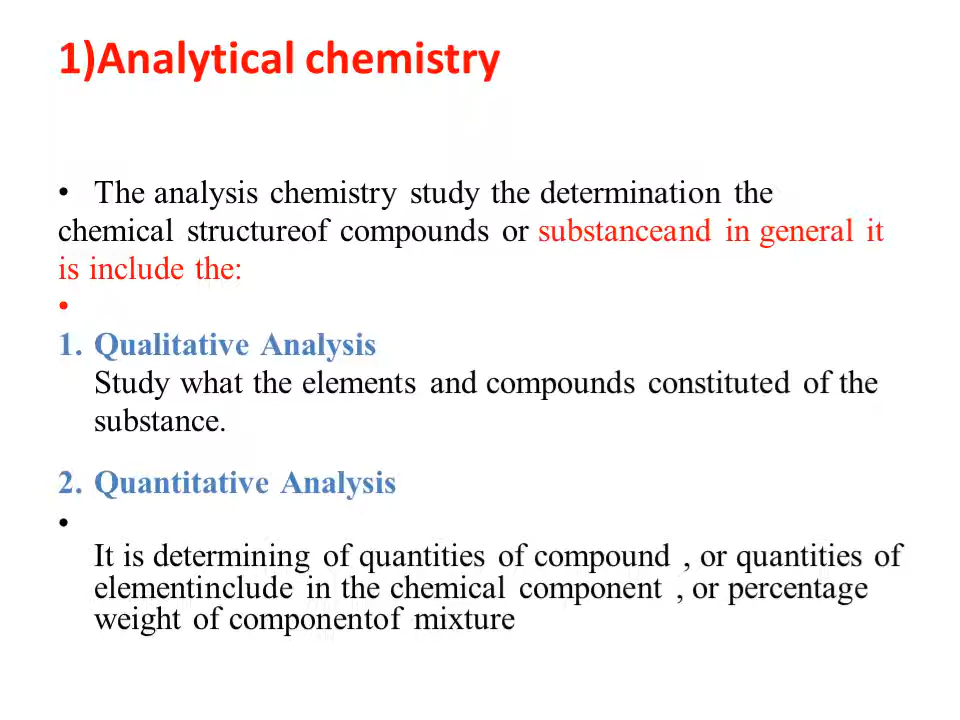 1)Analytical chemistry
• The analysis chemistry study the determination the
chemical structureof compounds or substanceand in general it
is include the:
•
1. Qualitative Analysis
Study what the elements and compounds constituted of the
substance.
2. Quantitative Analysis
•
It is determining of quantities of compound , or quantities of
elementinclude in the chemical component , or percentage
weight of componentof mixture